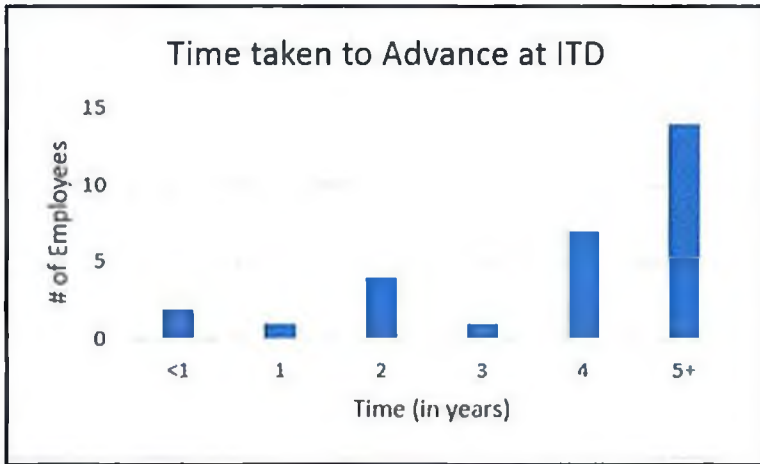 Time taken to Advance at ITD
15
10
5
0
# of Employees
<1 1 2 3 4 5+
Time (in years)